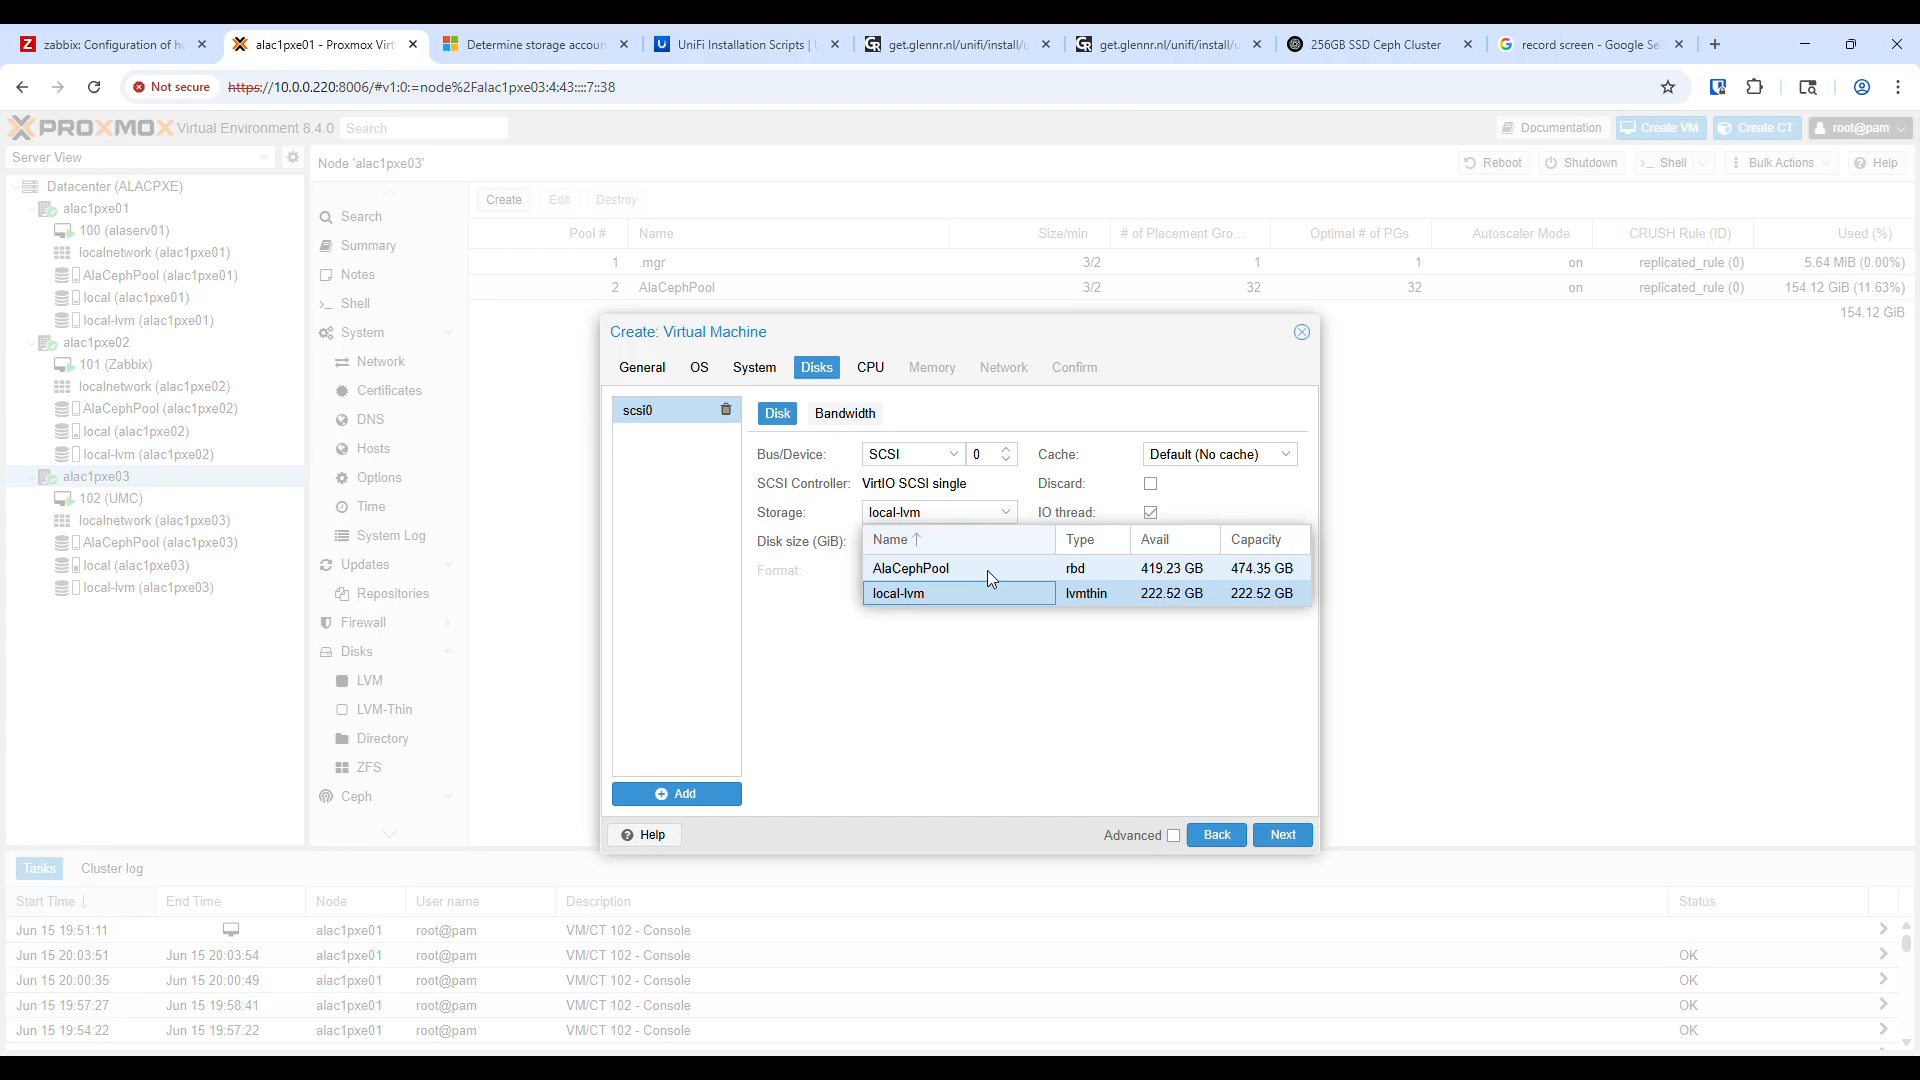 zabbix: Configuration of h
alac1pxe01 - Proxmox Virt
Determine storage accoun
UniFi Installation Scripts |
get.glennr.nl/unifi/install/
get.glennr.nl/unifi/install/
256GB SSD Ceph Cluster
record screen - Google Se
Not secure https://10.0.0.220:8006/#v1:0:=node%2Falac1pxe03:4:43::::7::38
PROXMOX Virtual Environment 8.4.0 Search Documentation Create VM Create CT root@pam
Server View
Node 'alac1pxe03' Reboot Shutdown >_ Shell Bulk Actions Help
Datacenter (ALACPXE)
alac1pxe01
100 (alaserv01)
localnetwork (alac1pxe01)
AlaCephPool (alac1pxe01)
local (alac1pxe01)
local-lvm (alac1pxe01)
alac1pxe02
101 (Zabbix)
localnetwork (alac1pxe02)
AlaCephPool (alac1pxe02)
local (alac1pxe02)
local-lvm (alac1pxe02)
alac1pxe03
102 (UMC)
localnetwork (alac1pxe03)
AlaCephPool (alac1pxe03)
local (alac1pxe03)
local-lvm (alac1pxe03)
Search
Summary
Notes
>_ Shell
System
Network
Certificates
DNS
Hosts
Options
Time
System Log
Updates
Repositories
Firewall
Disks
LVM
LVM-Thin
Directory
ZFS
Ceph
Create Edit Destroy
Pool # Name Size/min # of Placement Gro... Optimal # of PGs Autoscaler Mode CRUSH Rule (ID) Used (%)
1 .mgr 3/2 1 1 on replicated_rule (0) 5.64 MiB (0.00%)
2 AlaCephPool 3/2 32 32 on replicated_rule (0) 154.12 GiB (11.63%)
154.12 GiB
Create: Virtual Machine
General OS System Disks CPU Memory Network Confirm
scsi0
Add
Disk Bandwidth
Bus/Device: SCSI 0 Cache: Default (No cache)
SCSI Controller: VirtIO SCSI single Discard:
Storage: local-lvm IO thread:
Disk size (GiB):
Format:
Name Type Avail Capacity
AlaCephPool rbd 419.23 GB 474.35 GB
local-lvm lvmthin 222.52 GB 222.52 GB
Help Advanced Back Next
Tasks Cluster log
Start Time End Time Node User name Description Status
Jun 15 19:51:11 alac1pxe01 root@pam VM/CT 102 - Console
Jun 15 20:03:51 Jun 15 20:03:54 alac1pxe01 root@pam VM/CT 102 - Console OK
Jun 15 20:00:35 Jun 15 20:00:49 alac1pxe01 root@pam VM/CT 102 - Console OK
Jun 15 19:57:27 Jun 15 19:58:41 alac1pxe01 root@pam VM/CT 102 - Console OK
Jun 15 19:54:22 Jun 15 19:57:22 alac1pxe01 root@pam VM/CT 102 - Console OK